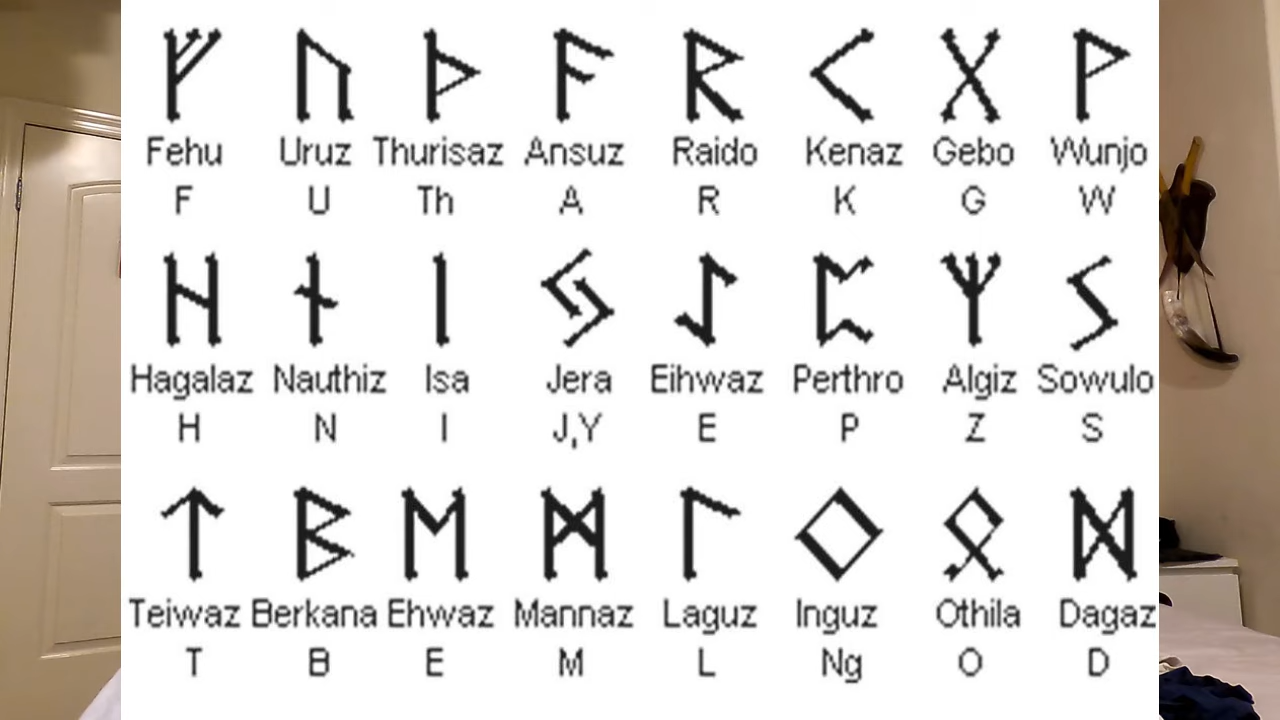 ᚠ ᚢ ᚦ ᚨ ᚱ ᚲ ᚷ ᚹ
Fehu Uruz Thurisaz Ansuz Raido Kenaz Gebo Wunjo
F U Th A R K G W
ᚺ ᚾ ᛁ ᛃ ᛇ ᛈ ᛉ ᛊ
Hagalaz Nauthiz Isa Jera Eihwaz Perthro Algiz Sowulo
H N I J,Y E P Z S
ᛏ ᛒ ᛖ ᛗ ᛚ ᛜ ᛟ ᛞ
Teiwaz Berkana Ehwaz Mannaz Laguz Inguz Othila Dagaz
T B E M L Ng O D